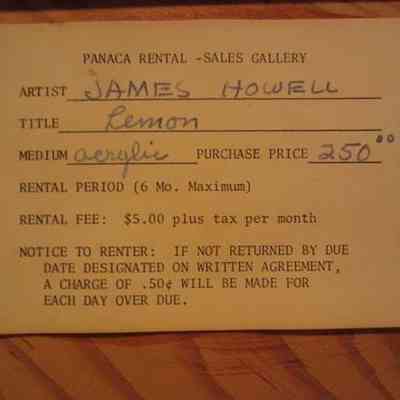 PANACA RENTAL -SALES GALLERY
ARTIST JAMES HOWELL
TITLE Lemon
MEDIUM acrylic PURCHASE PRICE 250.00
RENTAL PERIOD (6 Mo. Maximum)
RENTAL FEE: $5.00 plus tax per month
NOTICE TO RENTER: IF NOT RETURNED BY DUE
DATE DESIGNATED ON WRITTEN AGREEMENT,
A CHARGE OF .50¢ WILL BE MADE FOR
EACH DAY OVER DUE.